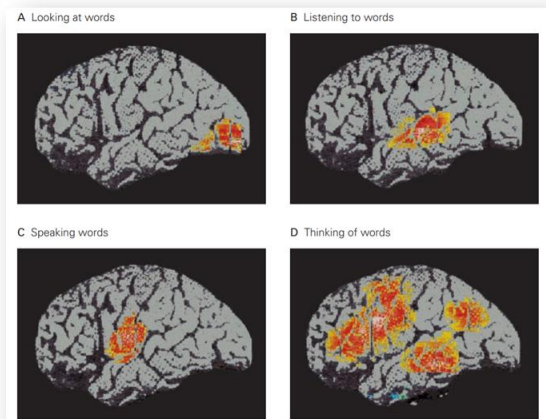 A Looking at words
B Listening to words
C Speaking words
D Thinking of words